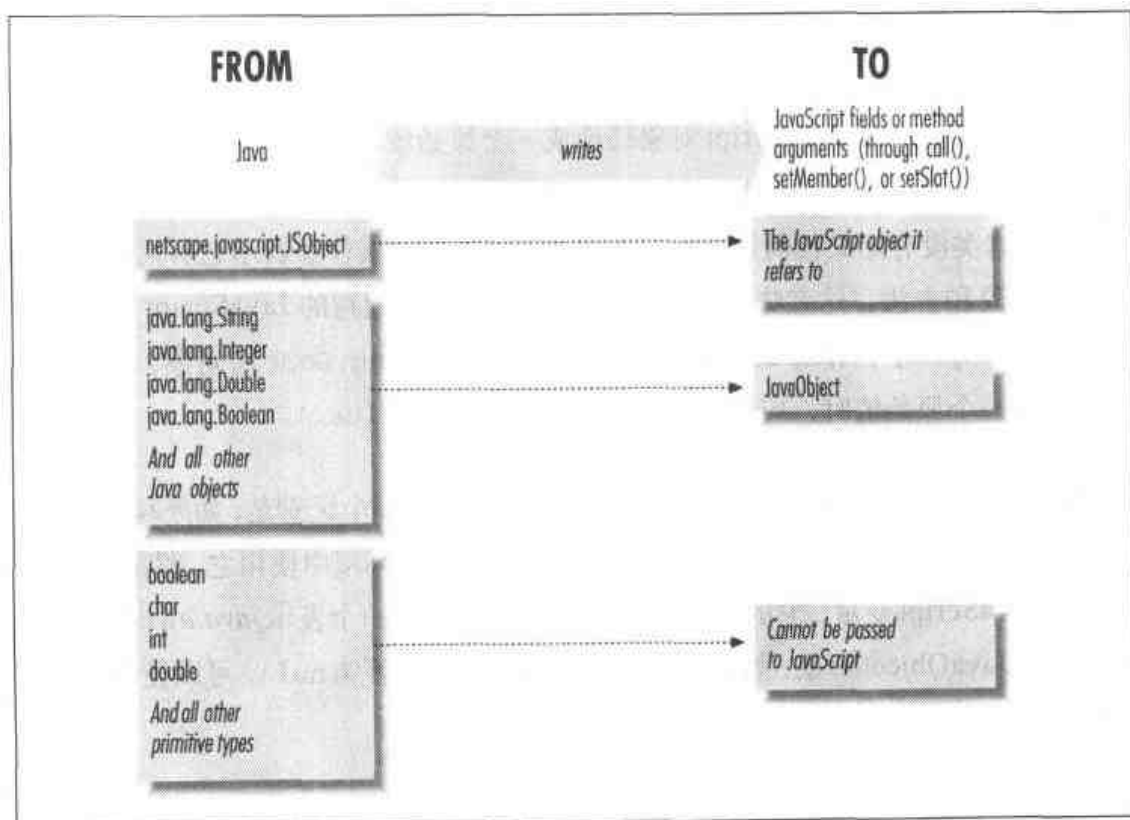 FROM
TO
Java
writes
JavaScript fields or method
arguments (through call(),
setMember(), or setSlot())
netscape.javascript.JSObject
The JavaScript object it
refers to
java.lang.String
java.lang.Integer
java.lang.Double
java.lang.Boolean
And all other
Java objects
JavaObject
boolean
char
int
double
And all other
primitive types
Cannot be passed
to JavaScript